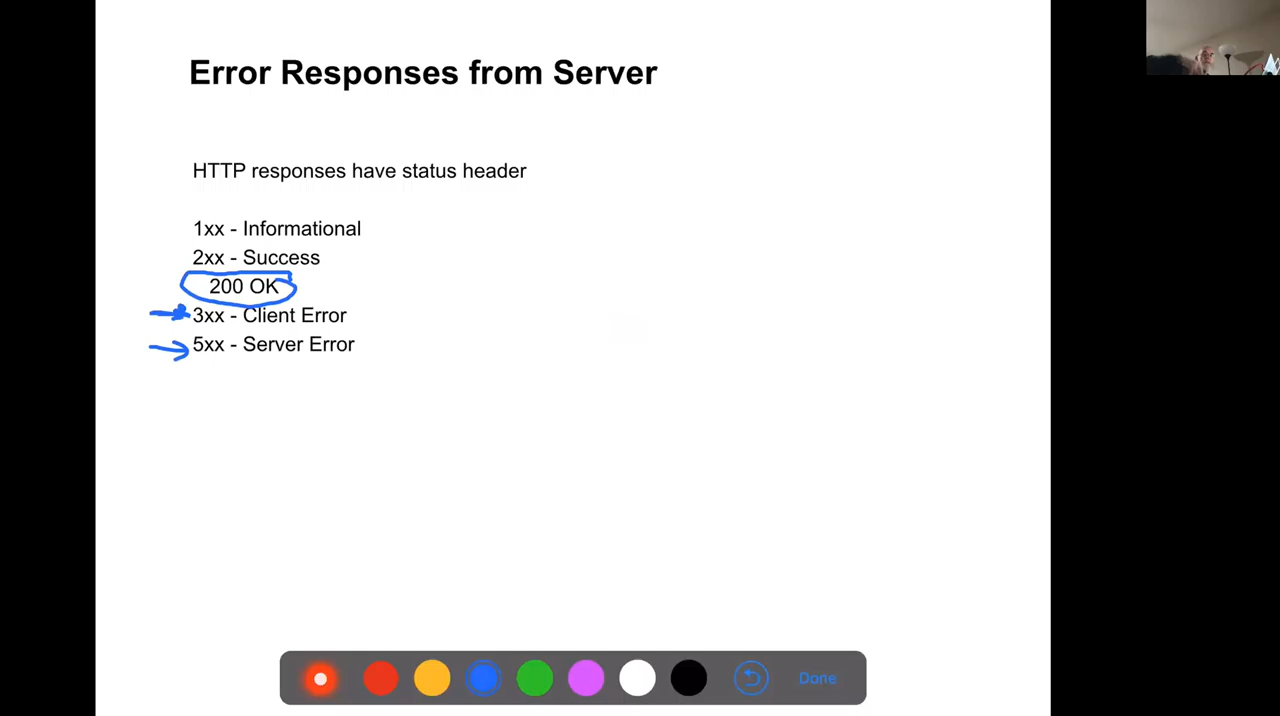 Error Responses from Server
HTTP responses have status header
1xx - Informational
2xx - Success
200 OK
3xx - Client Error
5xx - Server Error
Done